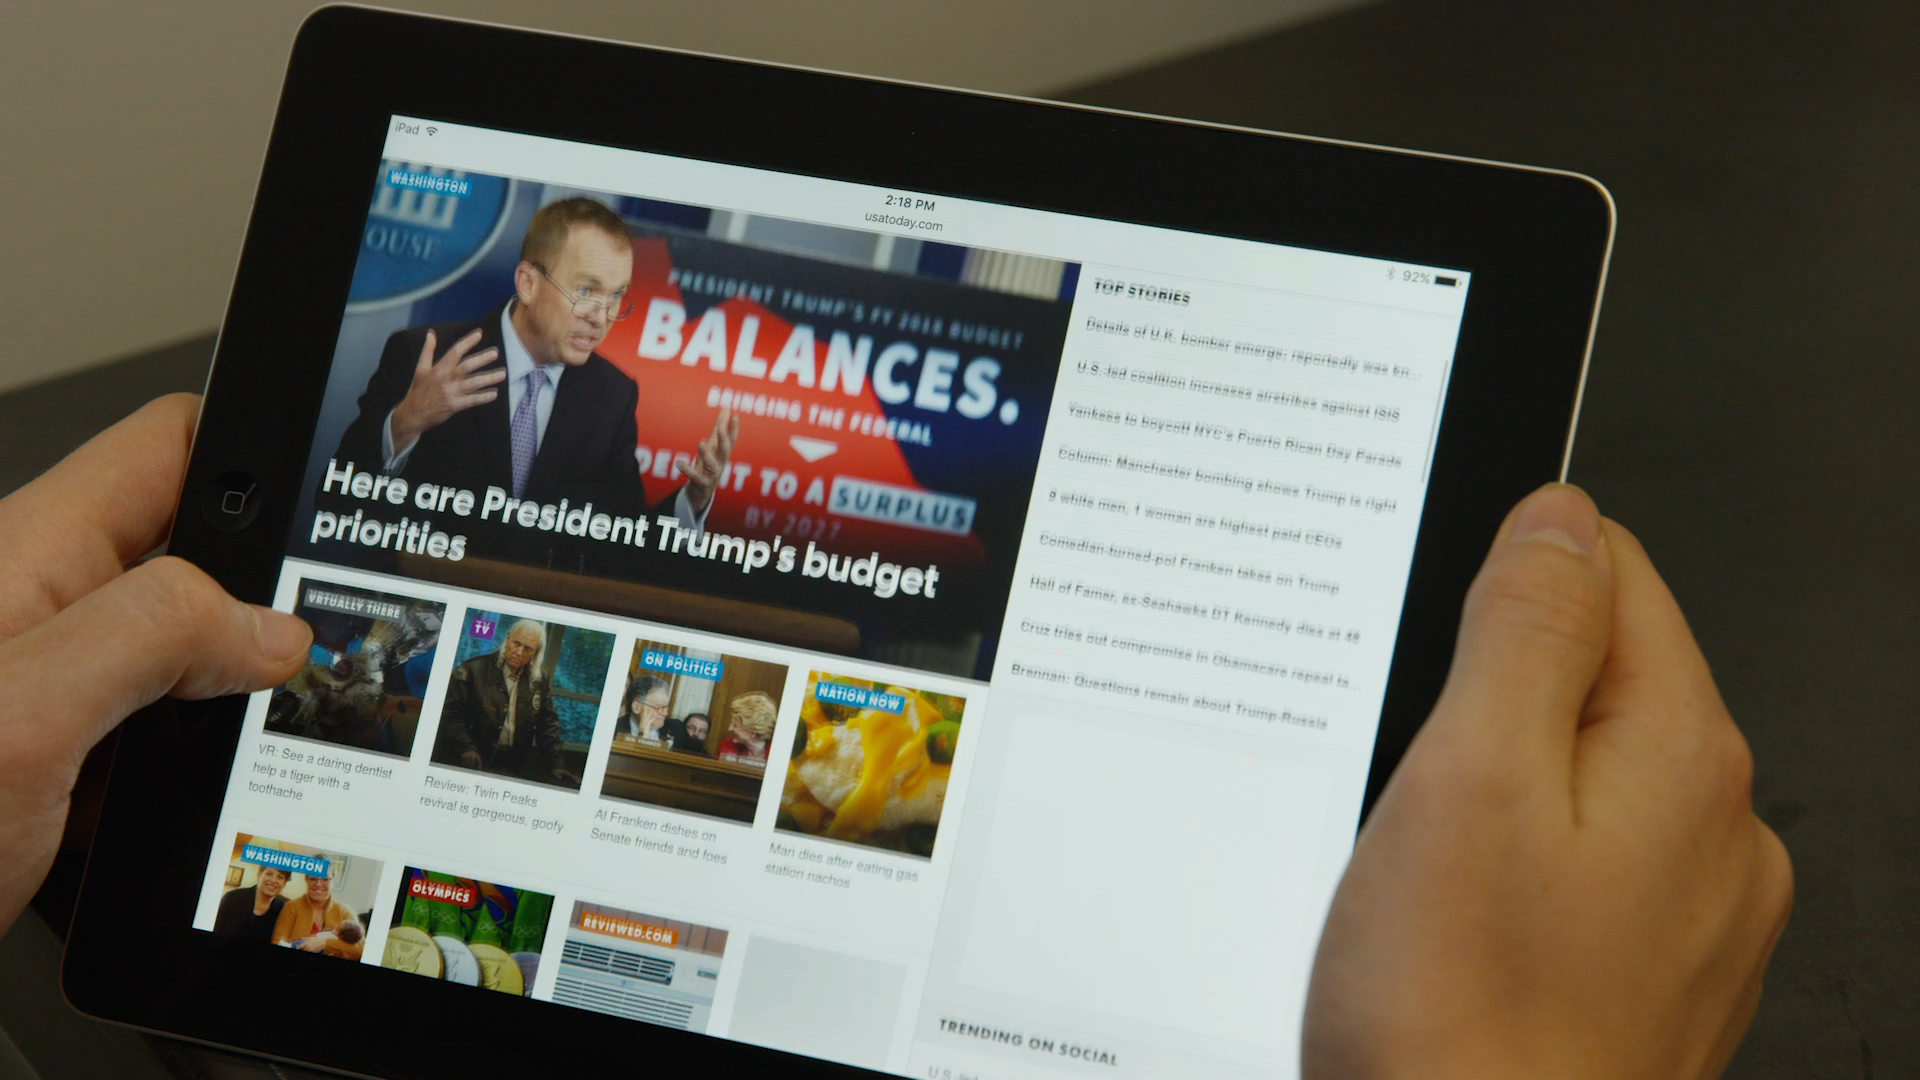 iPad
2:18 PM
usatoday.com
92%
WASHINGTON
OUSE
PRESIDENT TRUMP'S FY 2018 BUDGET
BALANCES.
BRINGING THE FEDERAL
TO A SURPLUS
BY 2027
Here are President Trump's budget
priorities
VRTUALLY THERE
VR: See a daring dentist
help a tiger with a
toothache
TV
Review: Twin Peaks
revival is gorgeous, goofy
ON POLITICS
Al Franken dishes on
Senate friends and foes
NATION NOW
Man dies after eating gas
station nachos
WASHINGTON
OLYMPICS
REVIEWED.COM
TOP STORIES
Details of U.K. bomber emerge; reportedly was kn...
U.S.-led coalition increases airstrikes against ISIS
Yankees to boycott NYC's Puerto Rican Day Parade
Column: Manchester bombing shows Trump is right
9 white men, 1 woman are highest paid CEOs
Comedian-turned-pol Franken takes on Trump
Hall of Famer, ex-Seahawks DT Kennedy dies at 48
Cruz tries out compromise in Obamacare repeal ta...
Brennan: Questions remain about Trump-Russia
TRENDING ON SOCIAL
U.S.-led